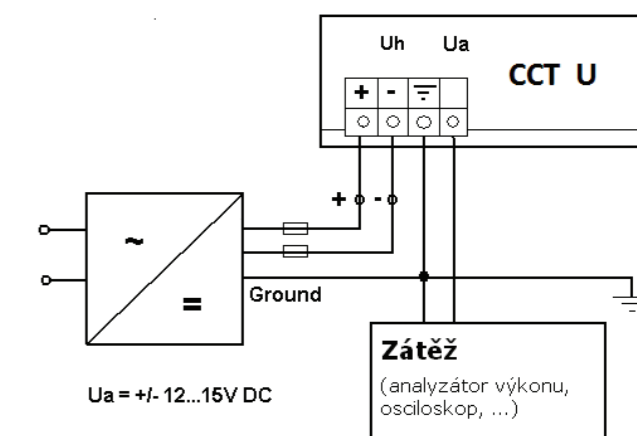 Uh Ua
CCT U
+ -
+ -
~
=
Ground
Zátěž
(analyzátor výkonu,
osciloskop, ...)
Ua = +/- 12...15V DC